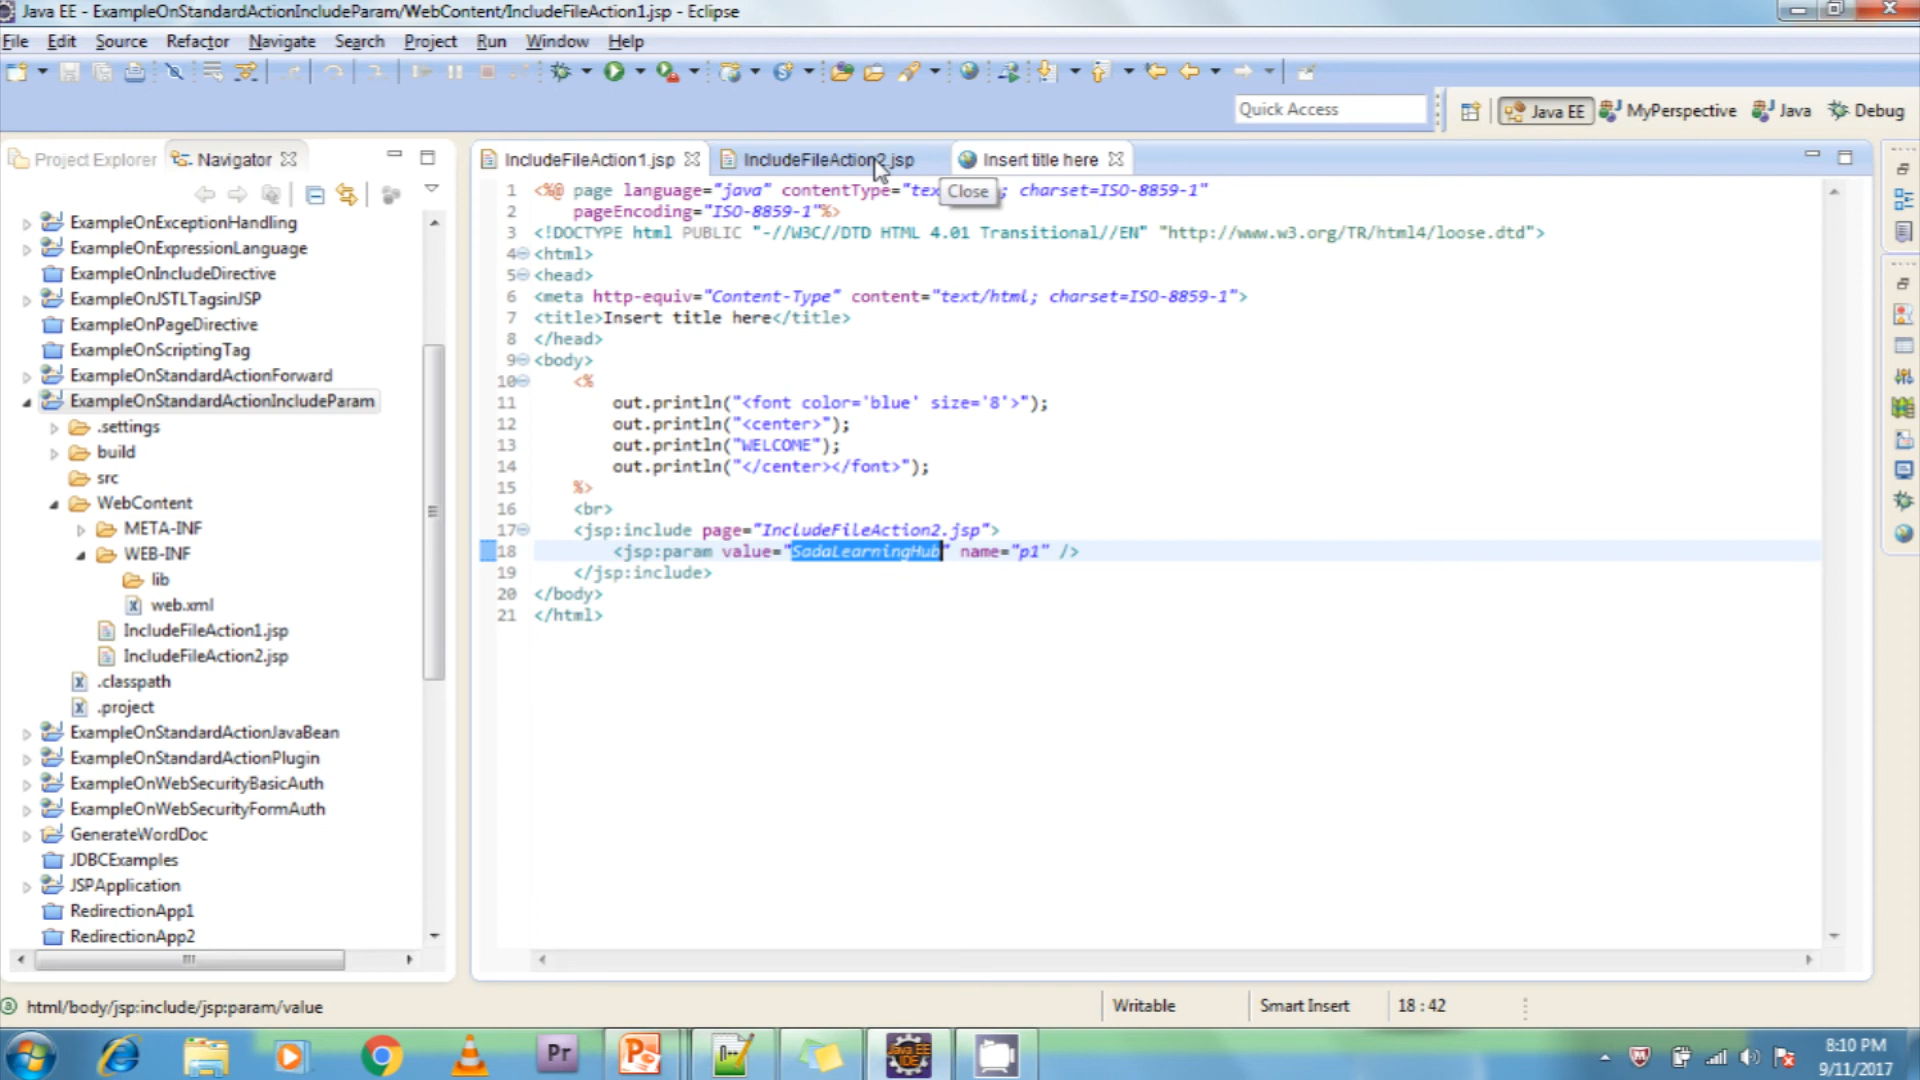 Java EE - ExampleOnStandardActionIncludeParam/WebContent/IncludeFileAction1.jsp - Eclipse
File Edit Source Refactor Navigate Search Project Run Window Help
Quick Access
Java EE MyPerspective Java Debug
Project Explorer Navigator
IncludeFileAction1.jsp IncludeFileAction2.jsp Insert title here
Close
ExampleOnExceptionHandling
ExampleOnExpressionLanguage
ExampleOnIncludeDirective
ExampleOnJSTLTagsinJSP
ExampleOnPageDirective
ExampleOnScriptingTag
ExampleOnStandardActionForward
ExampleOnStandardActionIncludeParam
.settings
build
src
WebContent
META-INF
WEB-INF
lib
web.xml
IncludeFileAction1.jsp
IncludeFileAction2.jsp
.classpath
.project
ExampleOnStandardActionJavaBean
ExampleOnStandardActionPlugin
ExampleOnWebSecurityBasicAuth
ExampleOnWebSecurityFormAuth
GenerateWordDoc
JDBCExamples
JSPApplication
RedirectionApp1
RedirectionApp2
1 <%@ page language="java" contentType="tex ; charset=ISO-8859-1"
2 pageEncoding="ISO-8859-1"%>
3 <!DOCTYPE html PUBLIC "-//W3C//DTD HTML 4.01 Transitional//EN" "http://www.w3.org/TR/html4/loose.dtd">
4 <html>
5 <head>
6 <meta http-equiv="Content-Type" content="text/html; charset=ISO-8859-1">
7 <title>Insert title here</title>
8 </head>
9 <body>
10 <%
11 out.println("<font color='blue' size='8'>");
12 out.println("<center>");
13 out.println("WELCOME");
14 out.println("</center></font>");
15 %>
16 <br>
17 <jsp:include page="IncludeFileAction2.jsp">
18 <jsp:param value="SadaLearningHub" name="p1" />
19 </jsp:include>
20 </body>
21 </html>
html/body/jsp:include/jsp:param/value
Writable Smart Insert 18 : 42
Pr
Java EE
IDE
8:10 PM
9/11/2017